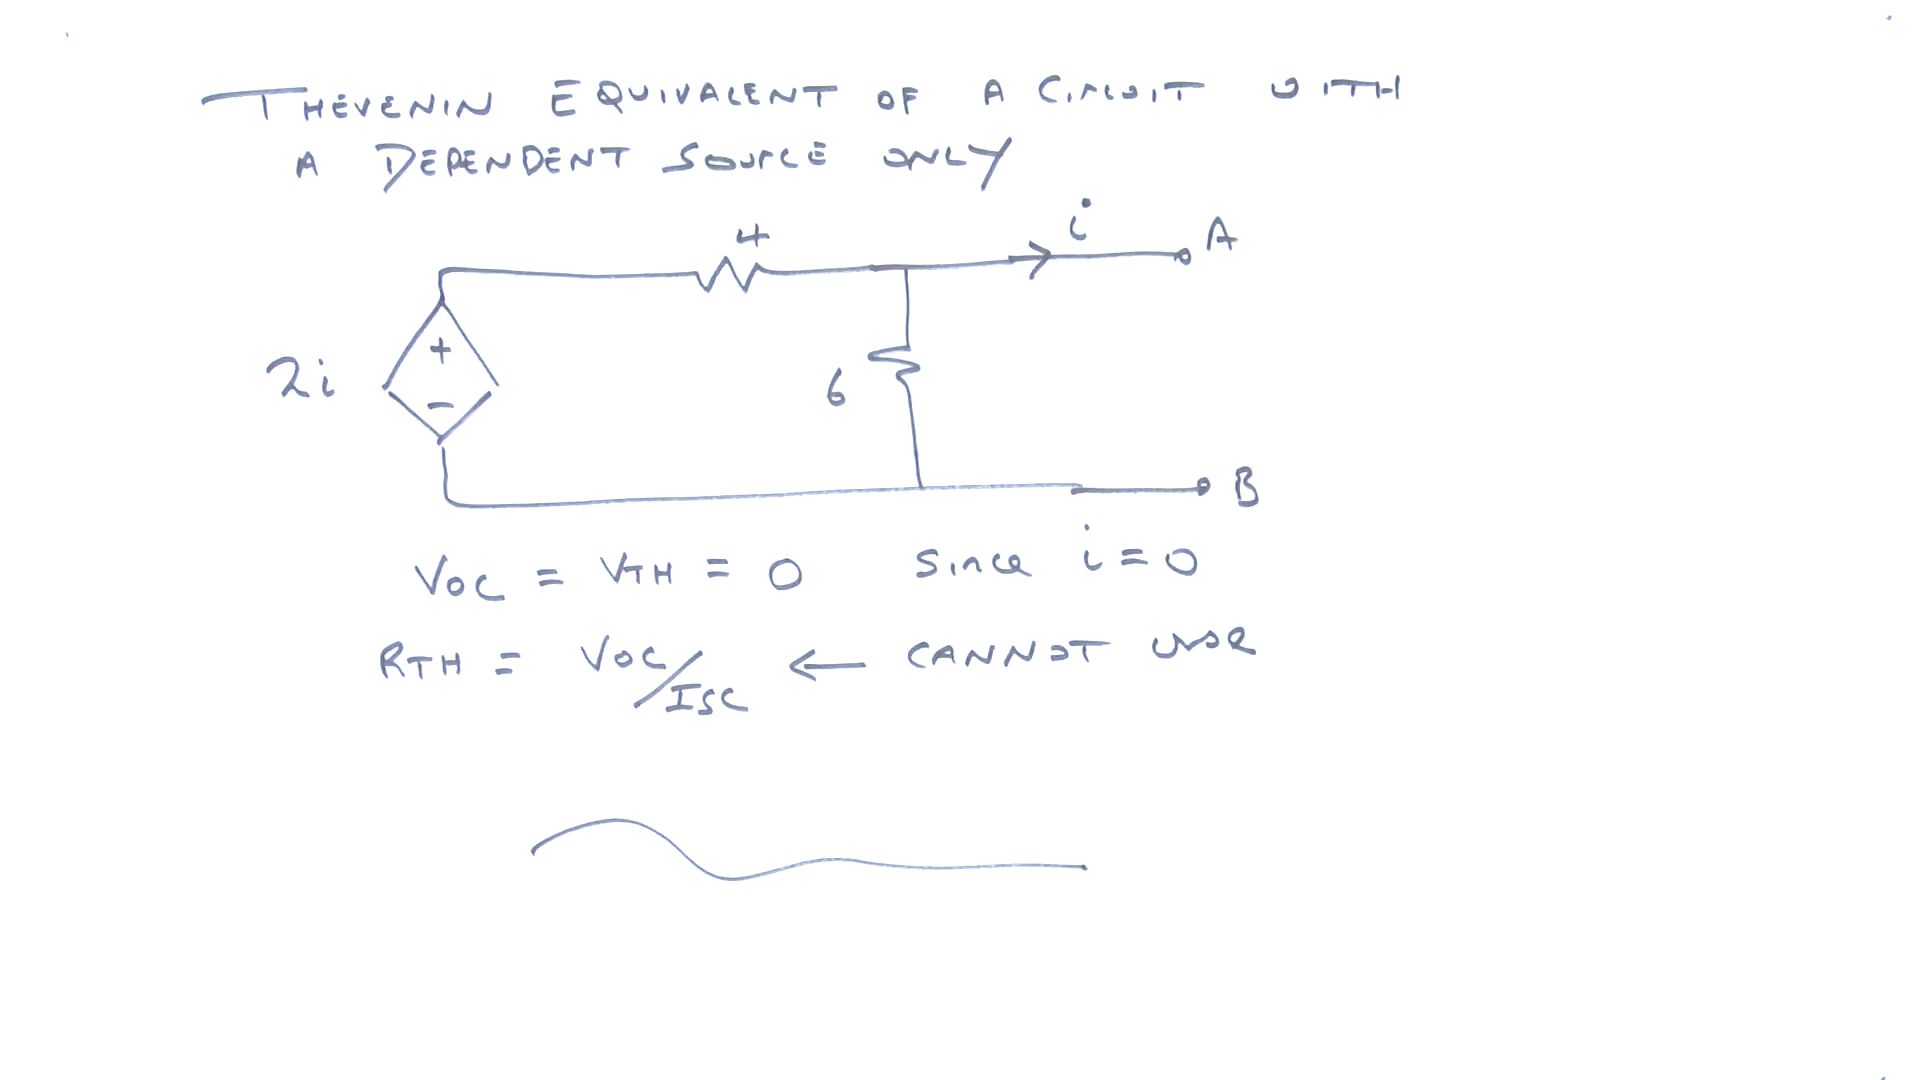 THEVENIN EQUIVALENT OF A CIRCUIT WITH
A DEPENDENT SOURCE ONLY
i
A
4
2i
+
-
6
B
VOC = VTH = 0 Since i = 0
RTH = VOC/ISC ← CANNOT